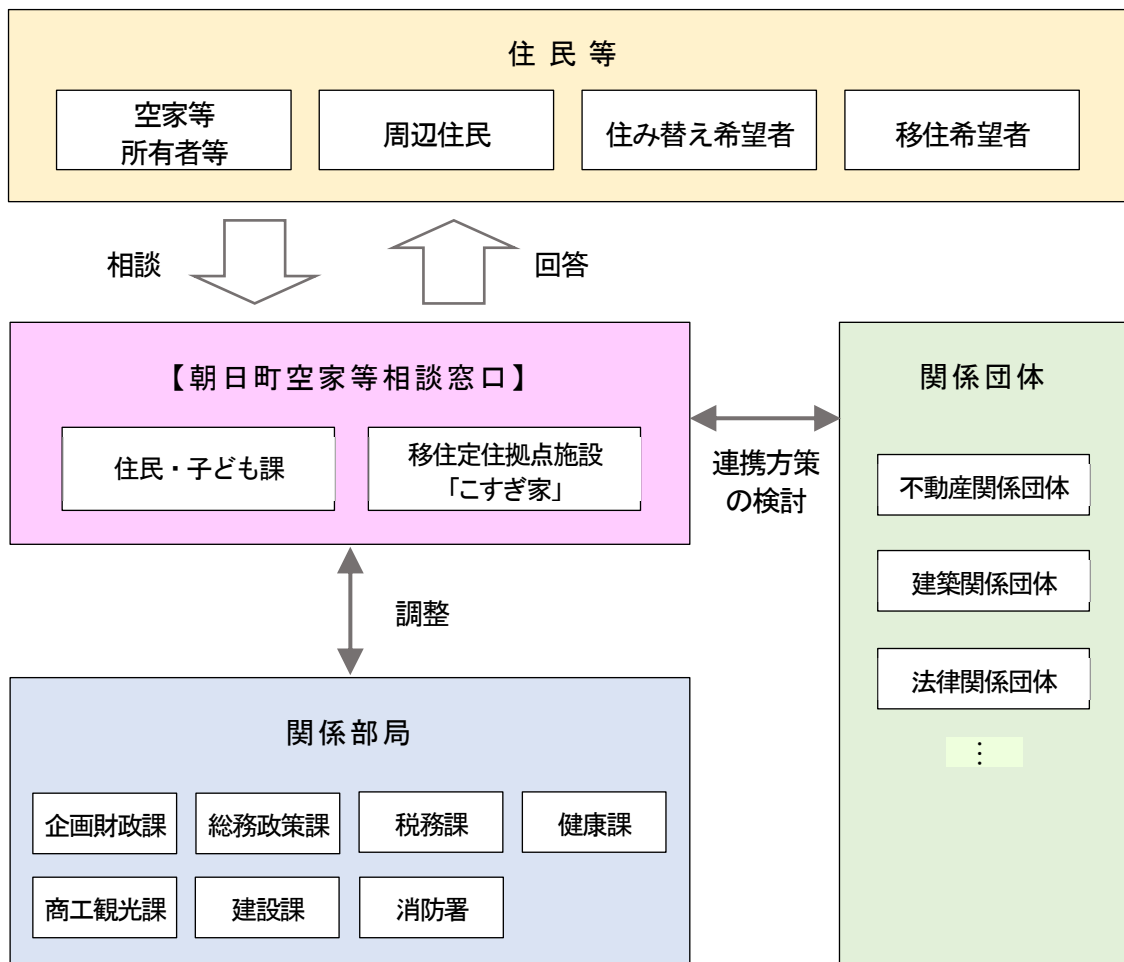 住民等
空家等
所有者等
周辺住民
住み替え希望者
移住希望者
相談
回答
【朝日町空家等相談窓口】
住民・子ども課
移住定住拠点施設
「こすぎ家」
連携方策
の検討
関係団体
不動産関係団体
建築関係団体
法律関係団体
⋮
調整
関係部局
企画財政課
総務政策課
税務課
健康課
商工観光課
建設課
消防署